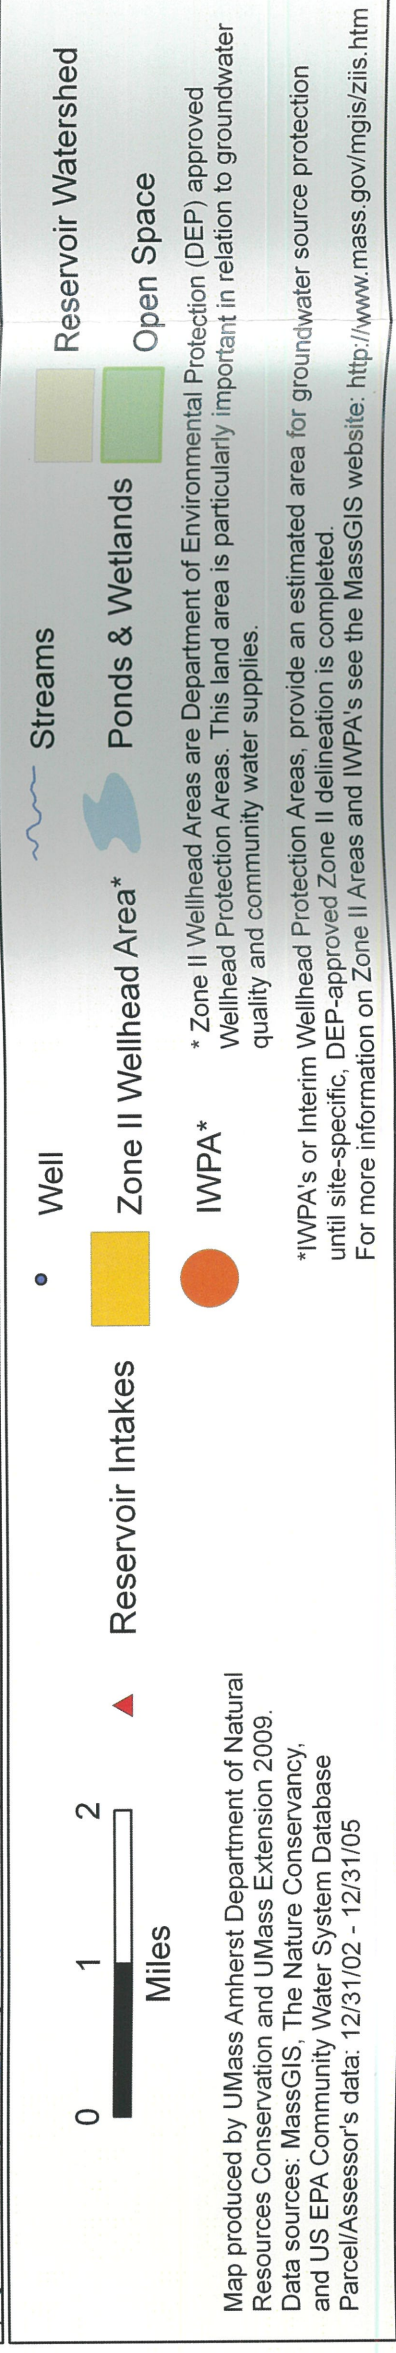 0 1 2
Miles
Reservoir Intakes
Well
Streams
Reservoir Watershed
Zone II Wellhead Area*
Ponds & Wetlands
Open Space
IWPA*
* Zone II Wellhead Areas are Department of Environmental Protection (DEP) approved
Wellhead Protection Areas. This land area is particularly important in relation to groundwater
quality and community water supplies.
*IWPA's or Interim Wellhead Protection Areas, provide an estimated area for groundwater source protection
until site-specific, DEP-approved Zone II delineation is completed.
For more information on Zone II Areas and IWPA's see the MassGIS website: http://www.mass.gov/mgis/ziis.htm
Map produced by UMass Amherst Department of Natural
Resources Conservation and UMass Extension 2009.
Data sources: MassGIS, The Nature Conservancy,
and US EPA Community Water System Database
Parcel/Assessor's data: 12/31/02 - 12/31/05